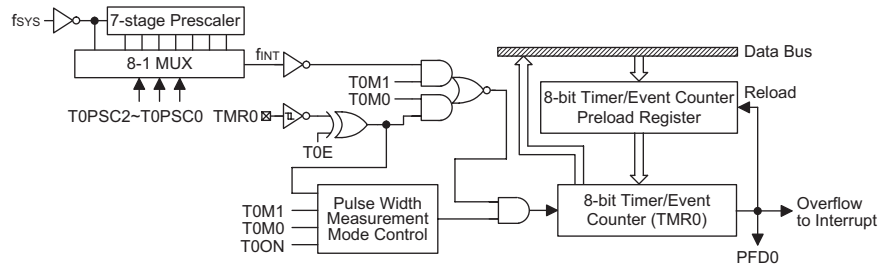 fSYS
7-stage Prescaler
8-1 MUX
fINT
T0PSC2~T0PSC0
TMR0
T0E
T0M1
T0M0
Data Bus
8-bit Timer/Event Counter
Preload Register
Reload
T0M1
T0M0
T0ON
Pulse Width
Measurement
Mode Control
8-bit Timer/Event
Counter (TMR0)
Overflow
to Interrupt
PFD0